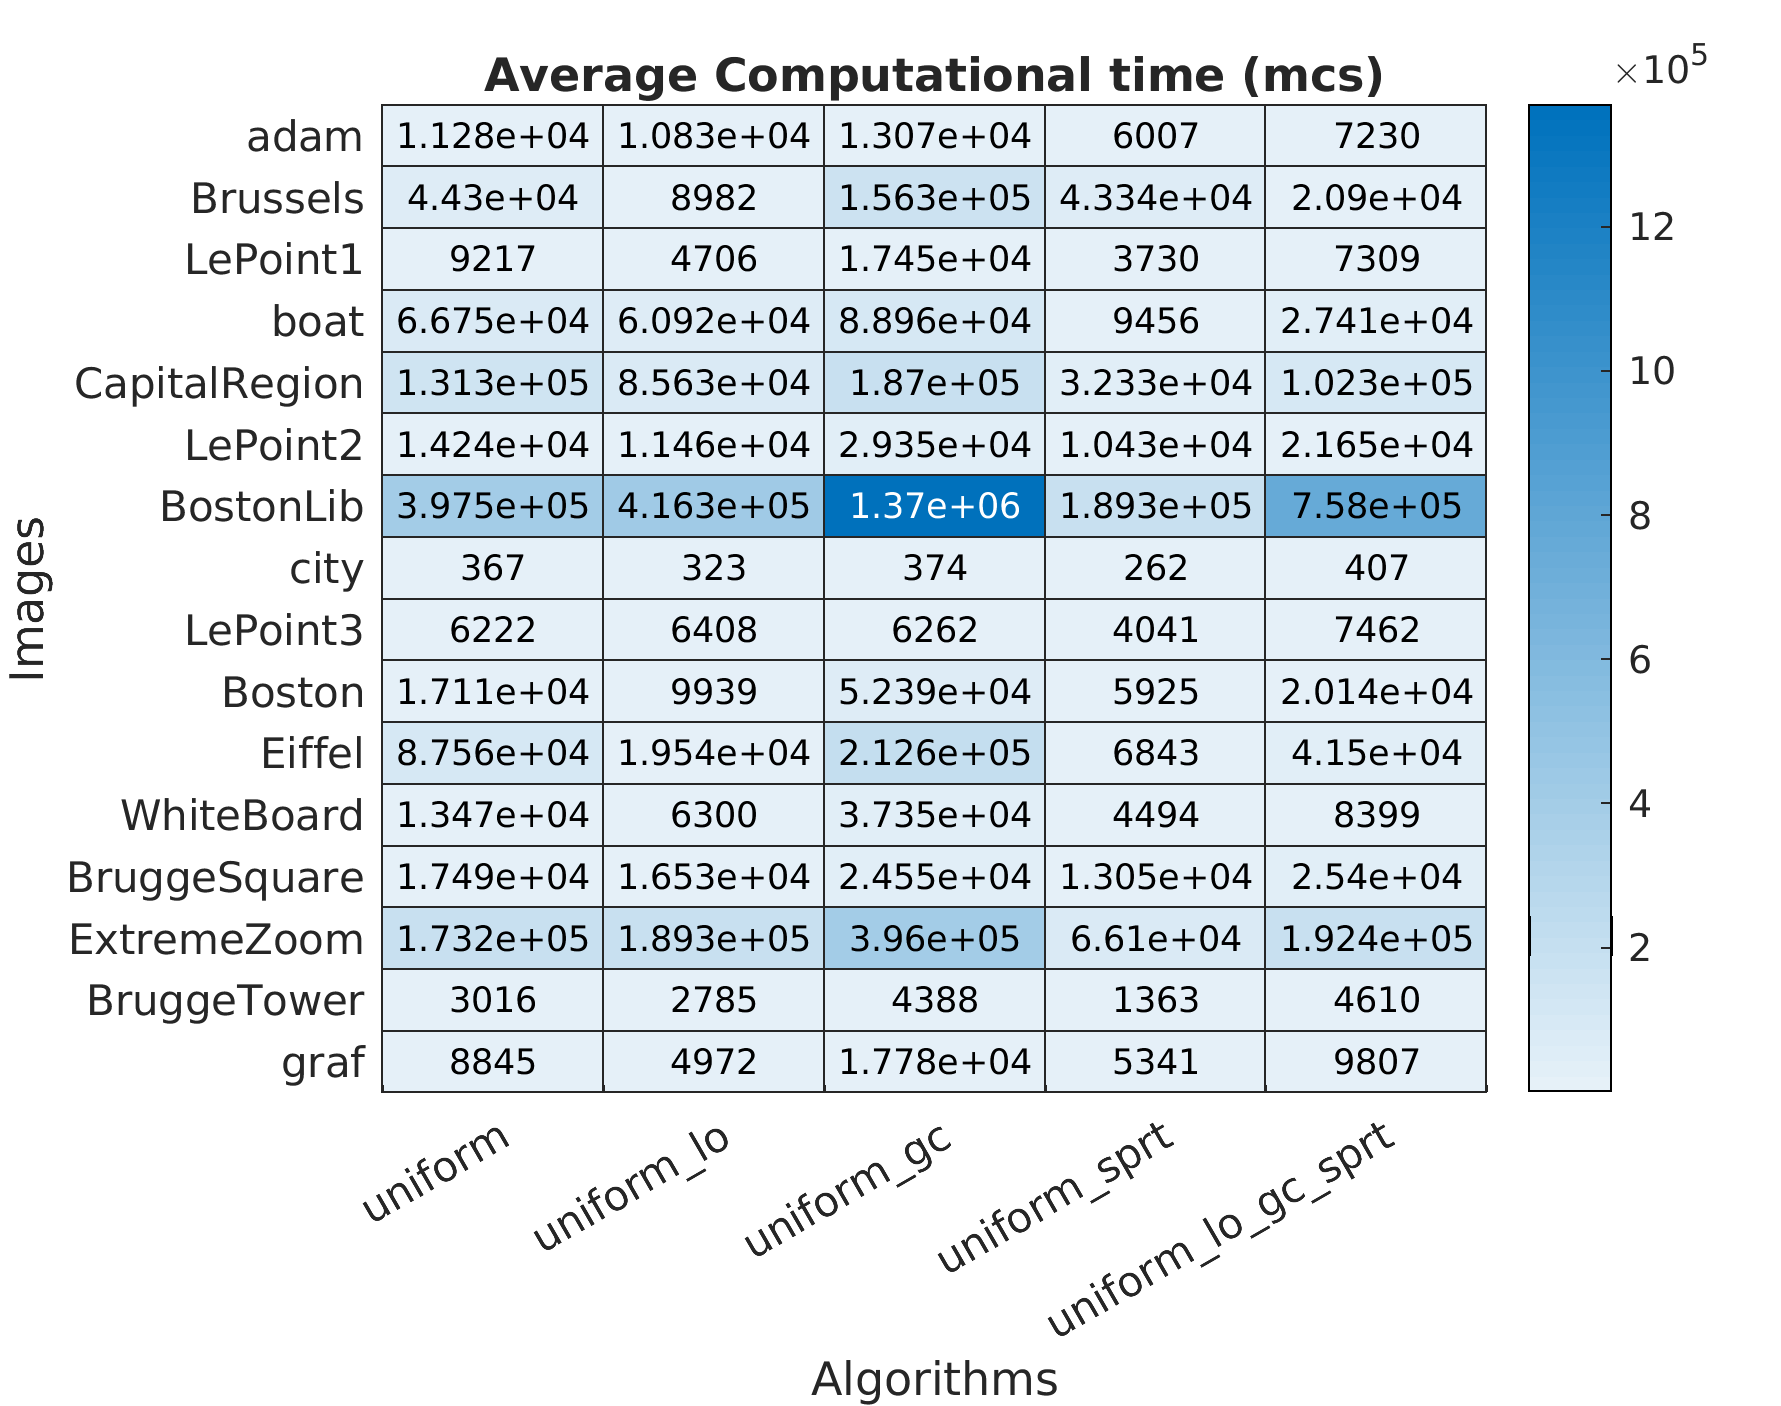 Average Computational time (mcs)
×10^5
adam 1.128e+04 1.083e+04 1.307e+04 6007 7230
Brussels 4.43e+04 8982 1.563e+05 4.334e+04 2.09e+04
LePoint1 9217 4706 1.745e+04 3730 7309
boat 6.675e+04 6.092e+04 8.896e+04 9456 2.741e+04
CapitalRegion 1.313e+05 8.563e+04 1.87e+05 3.233e+04 1.023e+05
LePoint2 1.424e+04 1.146e+04 2.935e+04 1.043e+04 2.165e+04
BostonLib 3.975e+05 4.163e+05 1.37e+06 1.893e+05 7.58e+05
city 367 323 374 262 407
LePoint3 6222 6408 6262 4041 7462
Boston 1.711e+04 9939 5.239e+04 5925 2.014e+04
Eiffel 8.756e+04 1.954e+04 2.126e+05 6843 4.15e+04
WhiteBoard 1.347e+04 6300 3.735e+04 4494 8399
BruggeSquare 1.749e+04 1.653e+04 2.455e+04 1.305e+04 2.54e+04
ExtremeZoom 1.732e+05 1.893e+05 3.96e+05 6.61e+04 1.924e+05
BruggeTower 3016 2785 4388 1363 4610
graf 8845 4972 1.778e+04 5341 9807
uniform uniform_lo uniform_gc uniform_sprt uniform_lo_gc_sprt
Algorithms
Images
12
10
8
6
4
2